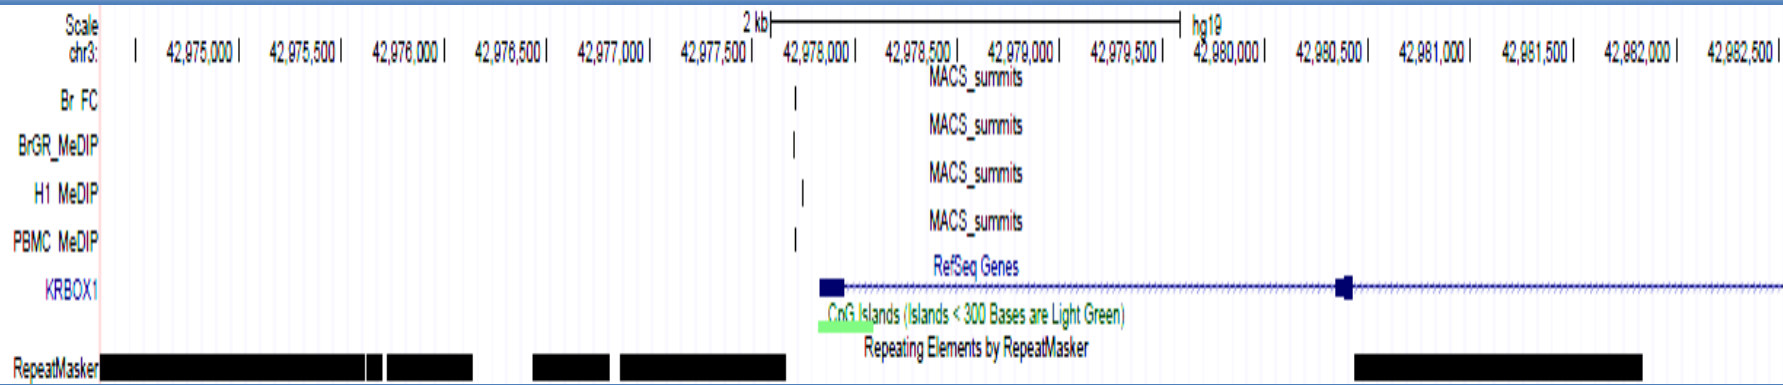 Scale 2 kb hg19
chr3: 42,975,000 42,975,500 42,976,000 42,976,500 42,977,000 42,977,500 42,978,000 42,978,500 42,979,000 42,979,500 42,980,000 42,980,500 42,981,000 42,981,500 42,982,000 42,982,500
MACS_summits
Br FC
MACS_summits
BrGR_MeDIP
MACS_summits
H1 MeDIP
MACS_summits
PBMC MeDIP
RefSeq Genes
KRBOX1
CpG Islands (Islands < 300 Bases are Light Green)
Repeating Elements by RepeatMasker
RepeatMasker